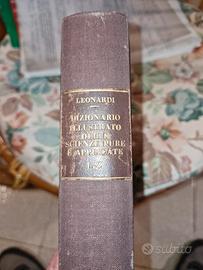 LEONARDI
DIZIONARIO
ILLUSTRATO
DELLE
SCIENZE PURE
E APPLICATE
subito